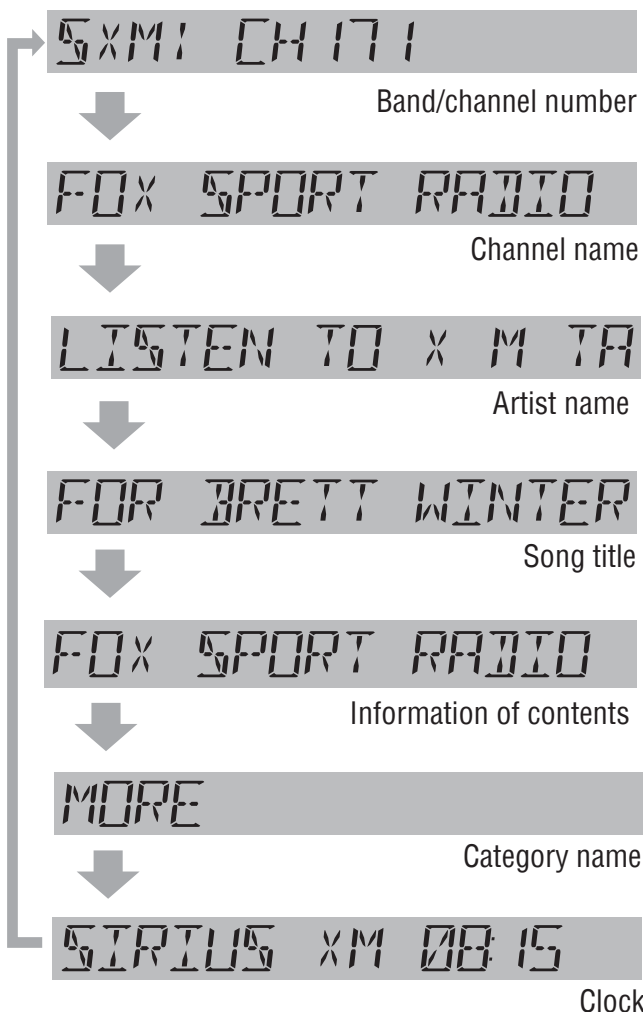 SXM1 CH171
Band/channel number
FOX SPORT RADIO
Channel name
LISTEN TO X M TA
Artist name
FOR BRETT WINTER
Song title
FOX SPORT RADIO
Information of contents
MORE
Category name
SIRIUS XM 08:15
Clock